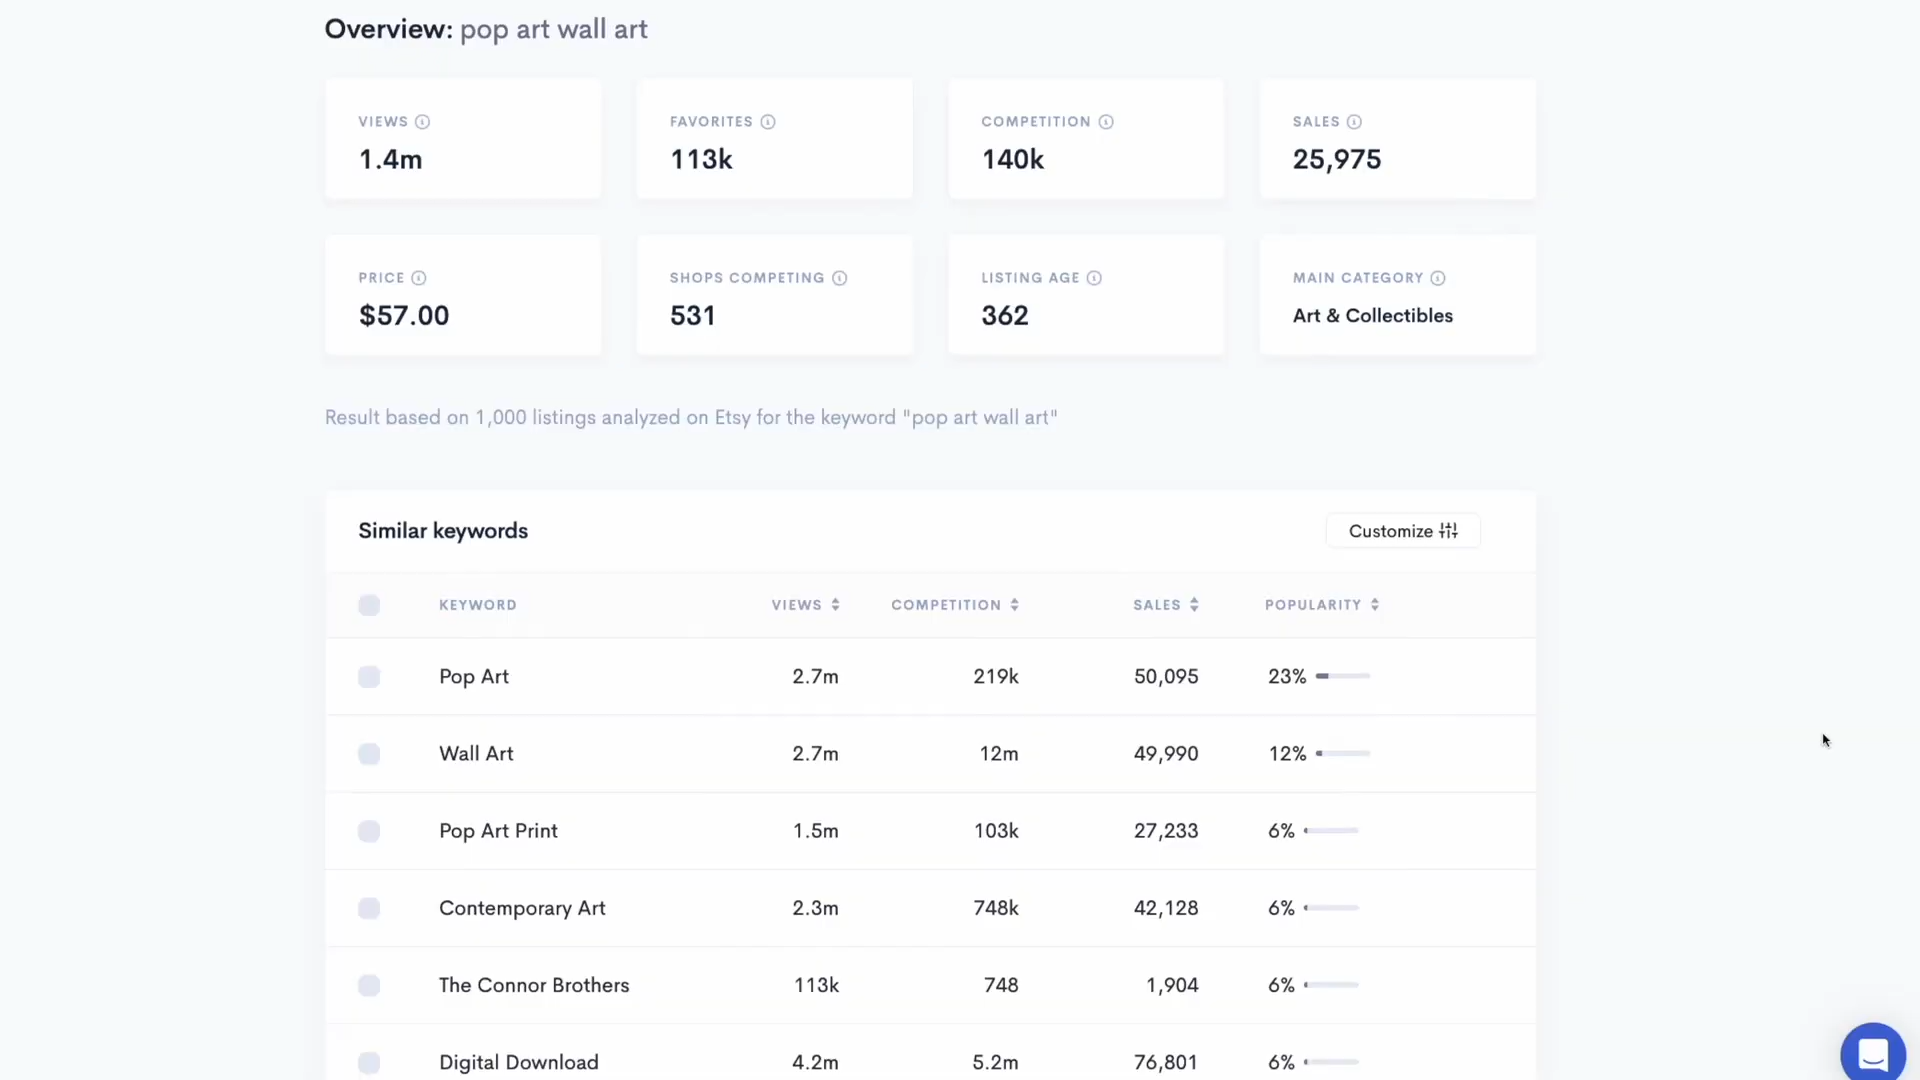 Overview: pop art wall art
VIEWS FAVORITES COMPETITION SALES
1.4m 113k 140k 25,975
PRICE SHOPS COMPETING LISTING AGE MAIN CATEGORY
$57.00 531 362 Art & Collectibles
Result based on 1,000 listings analyzed on Etsy for the keyword "pop art wall art"
Similar keywords Customize
KEYWORD VIEWS COMPETITION SALES POPULARITY
Pop Art 2.7m 219k 50,095 23%
Wall Art 2.7m 12m 49,990 12%
Pop Art Print 1.5m 103k 27,233 6%
Contemporary Art 2.3m 748k 42,128 6%
The Connor Brothers 113k 748 1,904 6%
Digital Download 4.2m 5.2m 76,801 6%